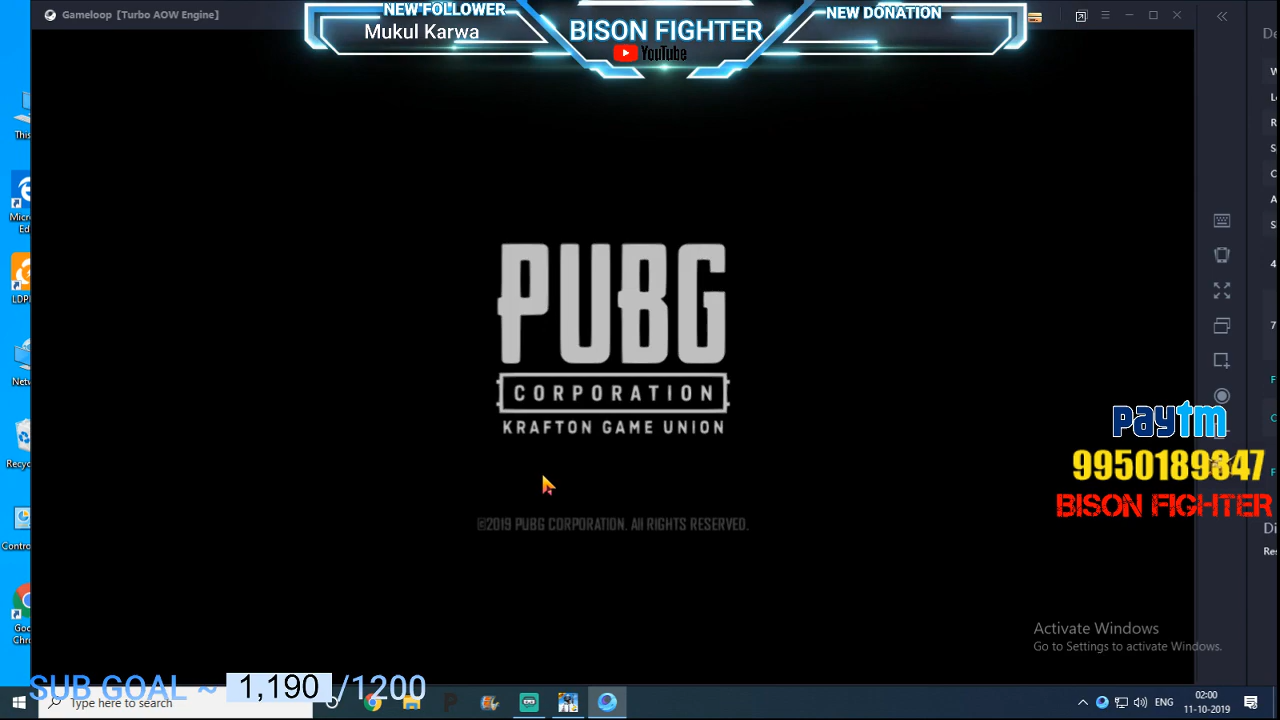 Gameloop【Turbo AOW Engine】
NEW FOLLOWER
Mukul Karwa
BISON FIGHTER
YouTube
NEW DONATION
PUBG
CORPORATION
KRAFTON GAME UNION
©2019 PUBG CORPORATION. All RIGHTS RESERVED.
paytm
9950189847
BISON FIGHTER
Activate Windows
Go to Settings to activate Windows.
SUB GOAL ~ 1,190 /1200
Type here to search
ENG
02:00
11-10-2019